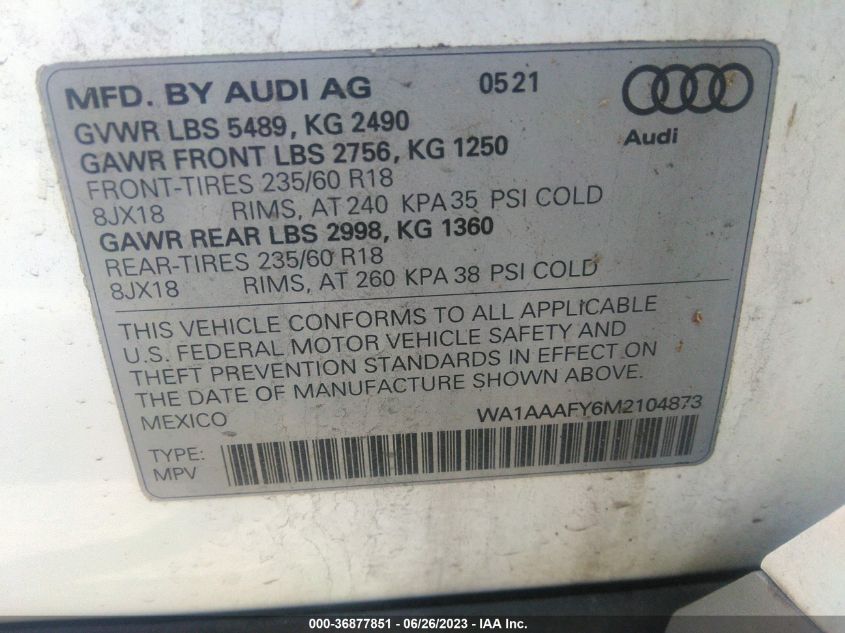 MFD. BY AUDI AG 0521
GVWR LBS 5489, KG 2490
GAWR FRONT LBS 2756, KG 1250
FRONT-TIRES 235/60 R18
8JX18 RIMS, AT 240 KPA 35 PSI COLD
GAWR REAR LBS 2998, KG 1360
REAR-TIRES 235/60 R18
8JX18 RIMS, AT 260 KPA 38 PSI COLD
Audi
THIS VEHICLE CONFORMS TO ALL APPLICABLE
U.S. FEDERAL MOTOR VEHICLE SAFETY AND
THEFT PREVENTION STANDARDS IN EFFECT ON
THE DATE OF MANUFACTURE SHOWN ABOVE.
MEXICO WA1AAAFY6M2104873
TYPE:
MPV
000-36877851 - 06/26/2023 - IAA Inc.